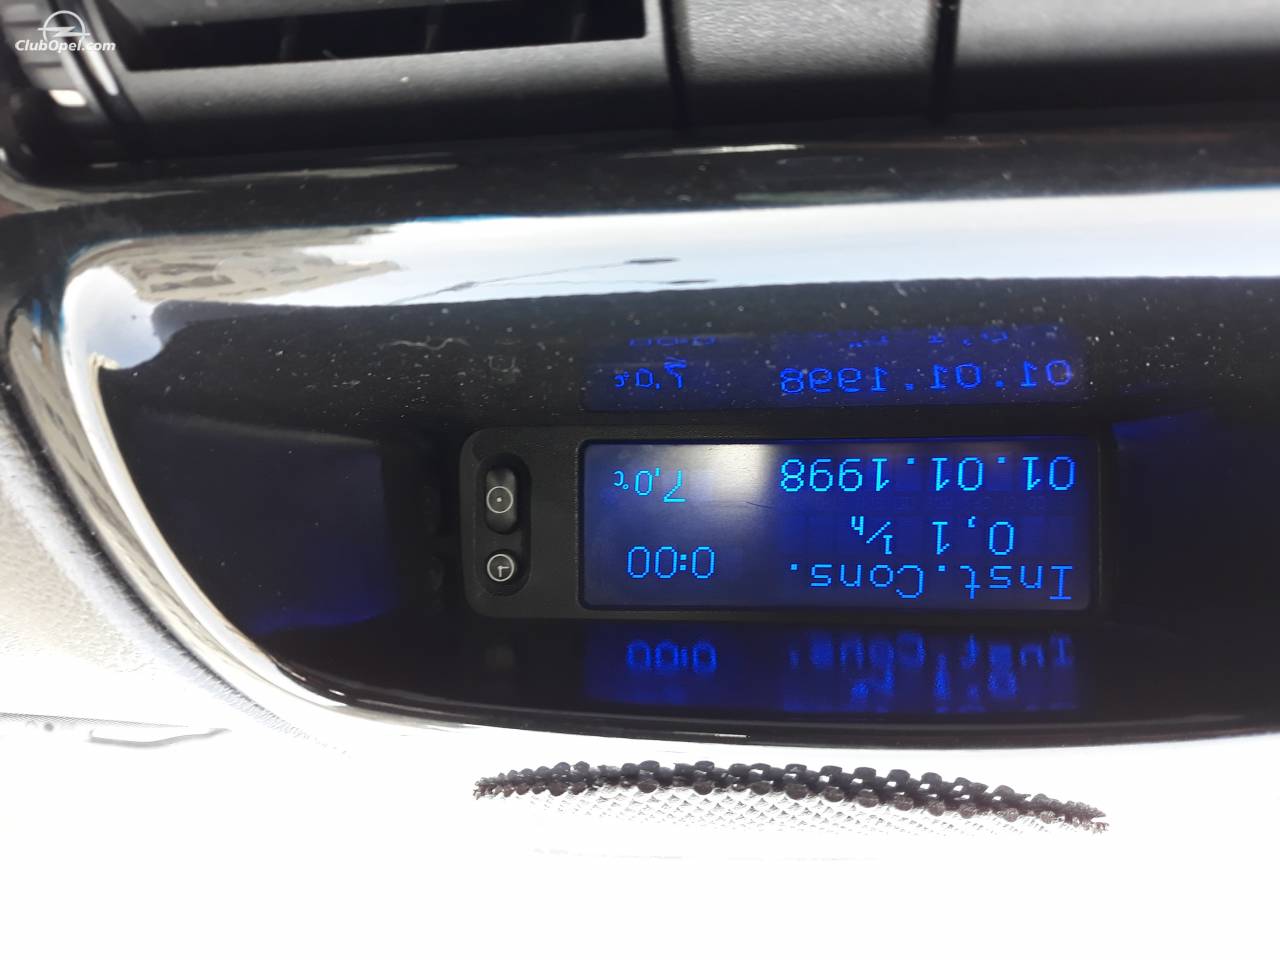 ClubOpel.com
Inst.Cons. 0:00
0,1 l/h
01.01.1998 7,0°c